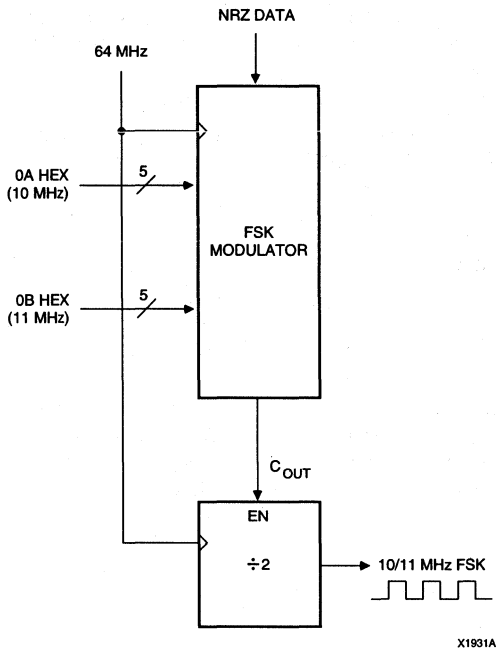 NRZ DATA
64 MHz
0A HEX
(10 MHz)
5
FSK
MODULATOR
0B HEX
(11 MHz)
5
COUT
EN
÷2
10/11 MHz FSK
X1931A